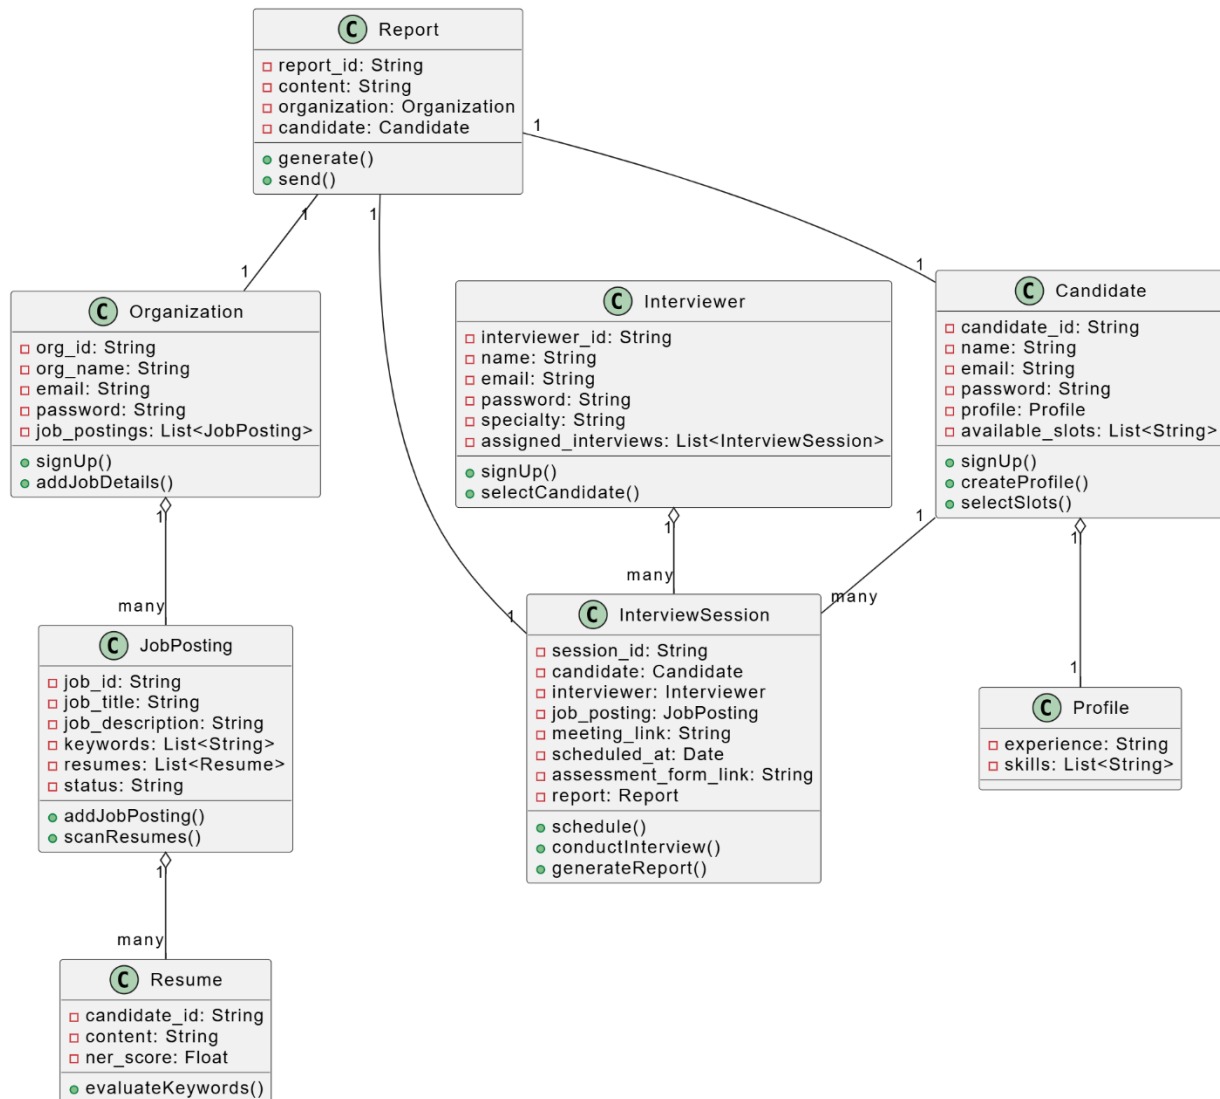 C Report
report_id: String
content: String
organization: Organization
candidate: Candidate
generate()
send()
1
1
1
1
1
1
C Organization
org_id: String
org_name: String
email: String
password: String
job_postings: List<JobPosting>
signUp()
addJobDetails()
C Interviewer
interviewer_id: String
name: String
email: String
password: String
specialty: String
assigned_interviews: List<InterviewSession>
signUp()
selectCandidate()
C Candidate
candidate_id: String
name: String
email: String
password: String
profile: Profile
available_slots: List<String>
signUp()
createProfile()
selectSlots()
1
many
1
many
1
many
1
1
C JobPosting
job_id: String
job_title: String
job_description: String
keywords: List<String>
resumes: List<Resume>
status: String
addJobPosting()
scanResumes()
C InterviewSession
session_id: String
candidate: Candidate
interviewer: Interviewer
job_posting: JobPosting
meeting_link: String
scheduled_at: Date
assessment_form_link: String
report: Report
schedule()
conductInterview()
generateReport()
C Profile
experience: String
skills: List<String>
1
many
C Resume
candidate_id: String
content: String
ner_score: Float
evaluateKeywords()